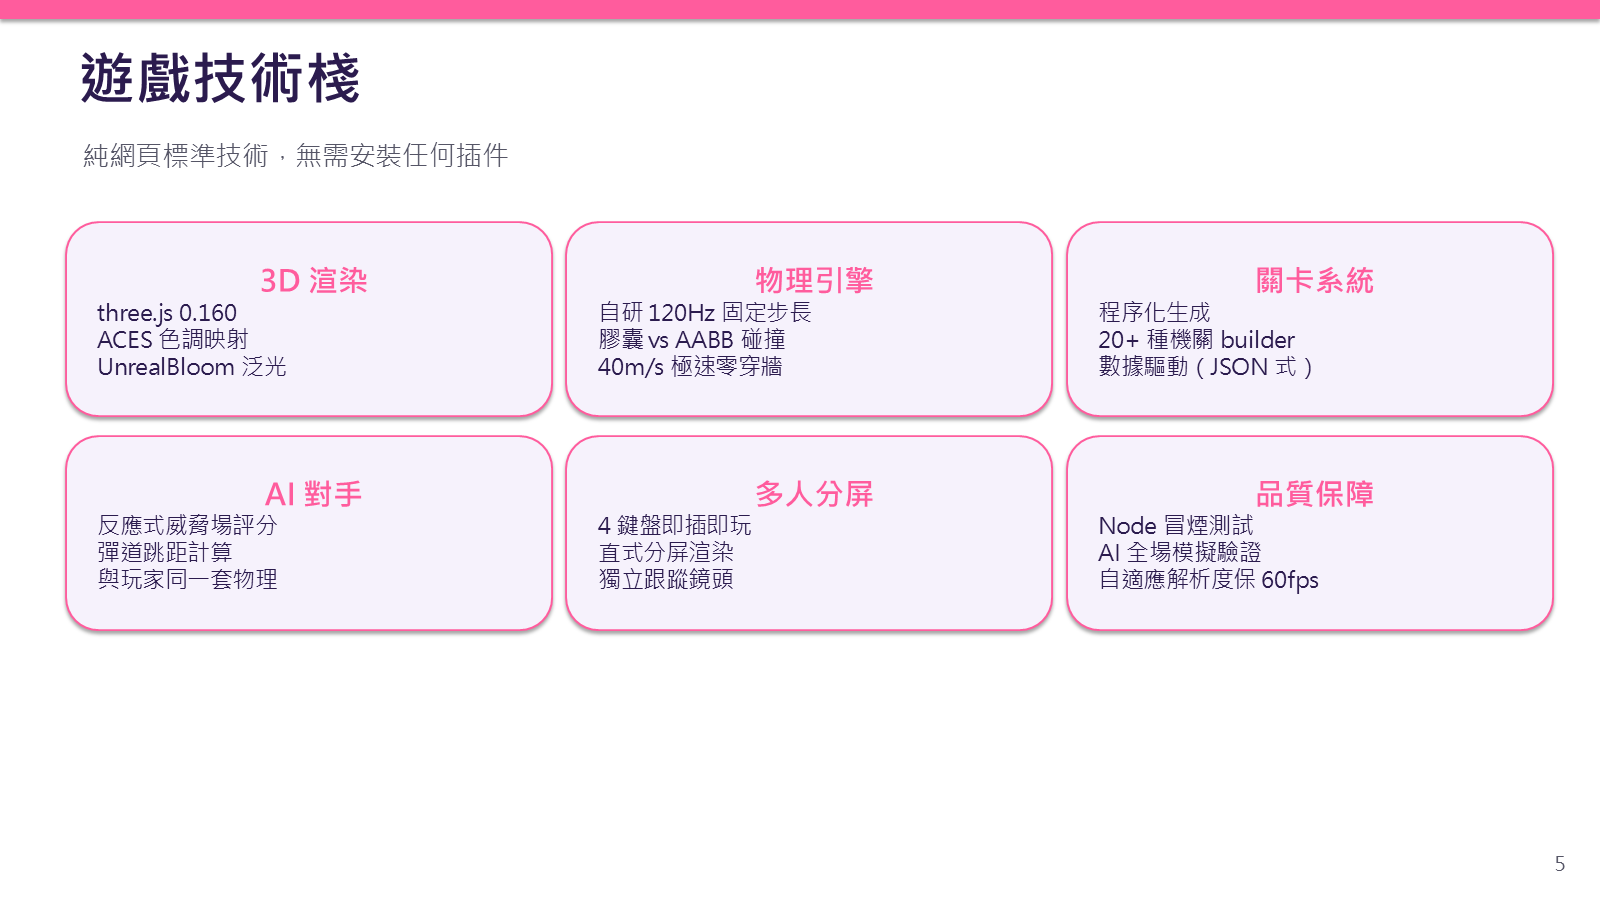 遊戲技術棧
純網頁標準技術，無需安裝任何插件
3D 渲染
three.js 0.160
ACES 色調映射
UnrealBloom 泛光
物理引擎
自研 120Hz 固定步長
膠囊 vs AABB 碰撞
40m/s 極速零穿牆
關卡系統
程序化生成
20+ 種機關 builder
數據驅動（JSON 式）
AI 對手
反應式威脅場評分
彈道跳距計算
與玩家同一套物理
多人分屏
4 鍵盤即插即玩
直式分屏渲染
獨立跟蹤鏡頭
品質保障
Node 冒煙測試
AI 全場模擬驗證
自適應解析度保 60fps
5